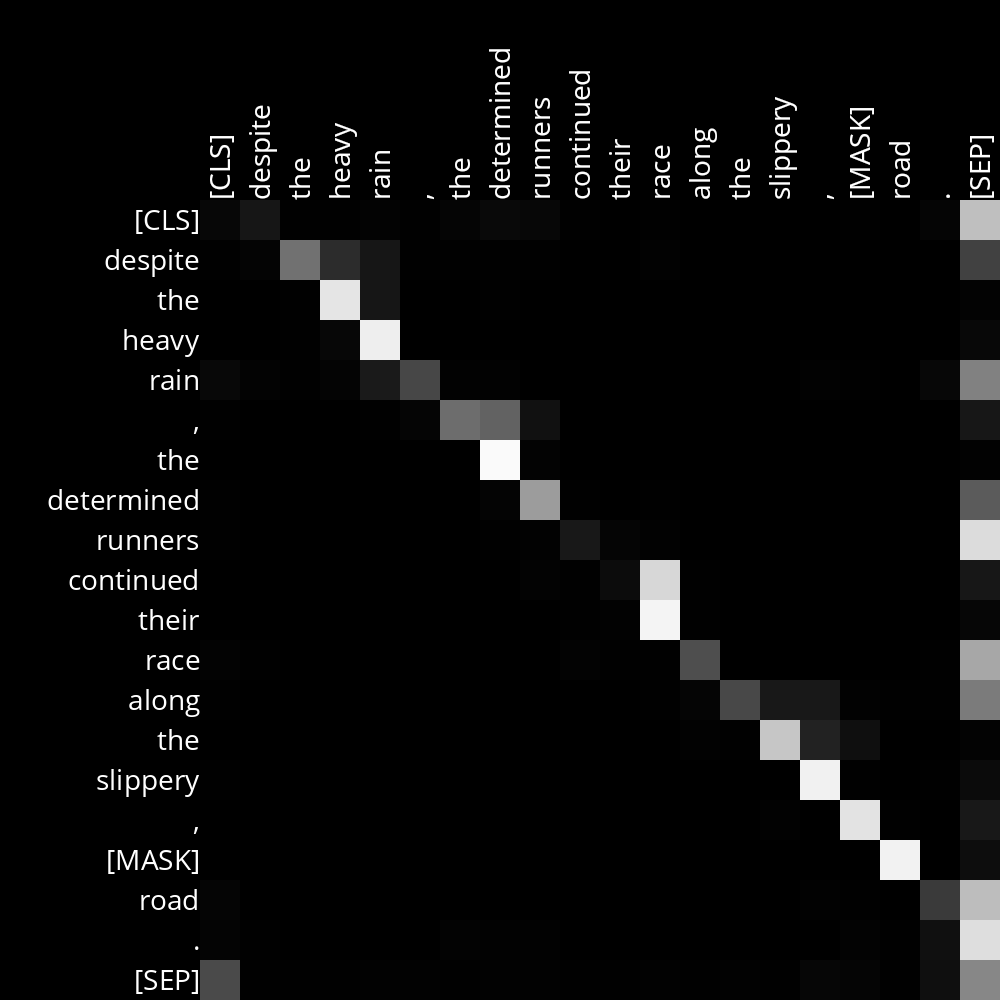 [CLS] despite the heavy rain , the determined runners continued their race along the slippery , [MASK] road . [SEP]
[CLS]
despite
the
heavy
rain
,
the
determined
runners
continued
their
race
along
the
slippery
,
[MASK]
road
.
[SEP]